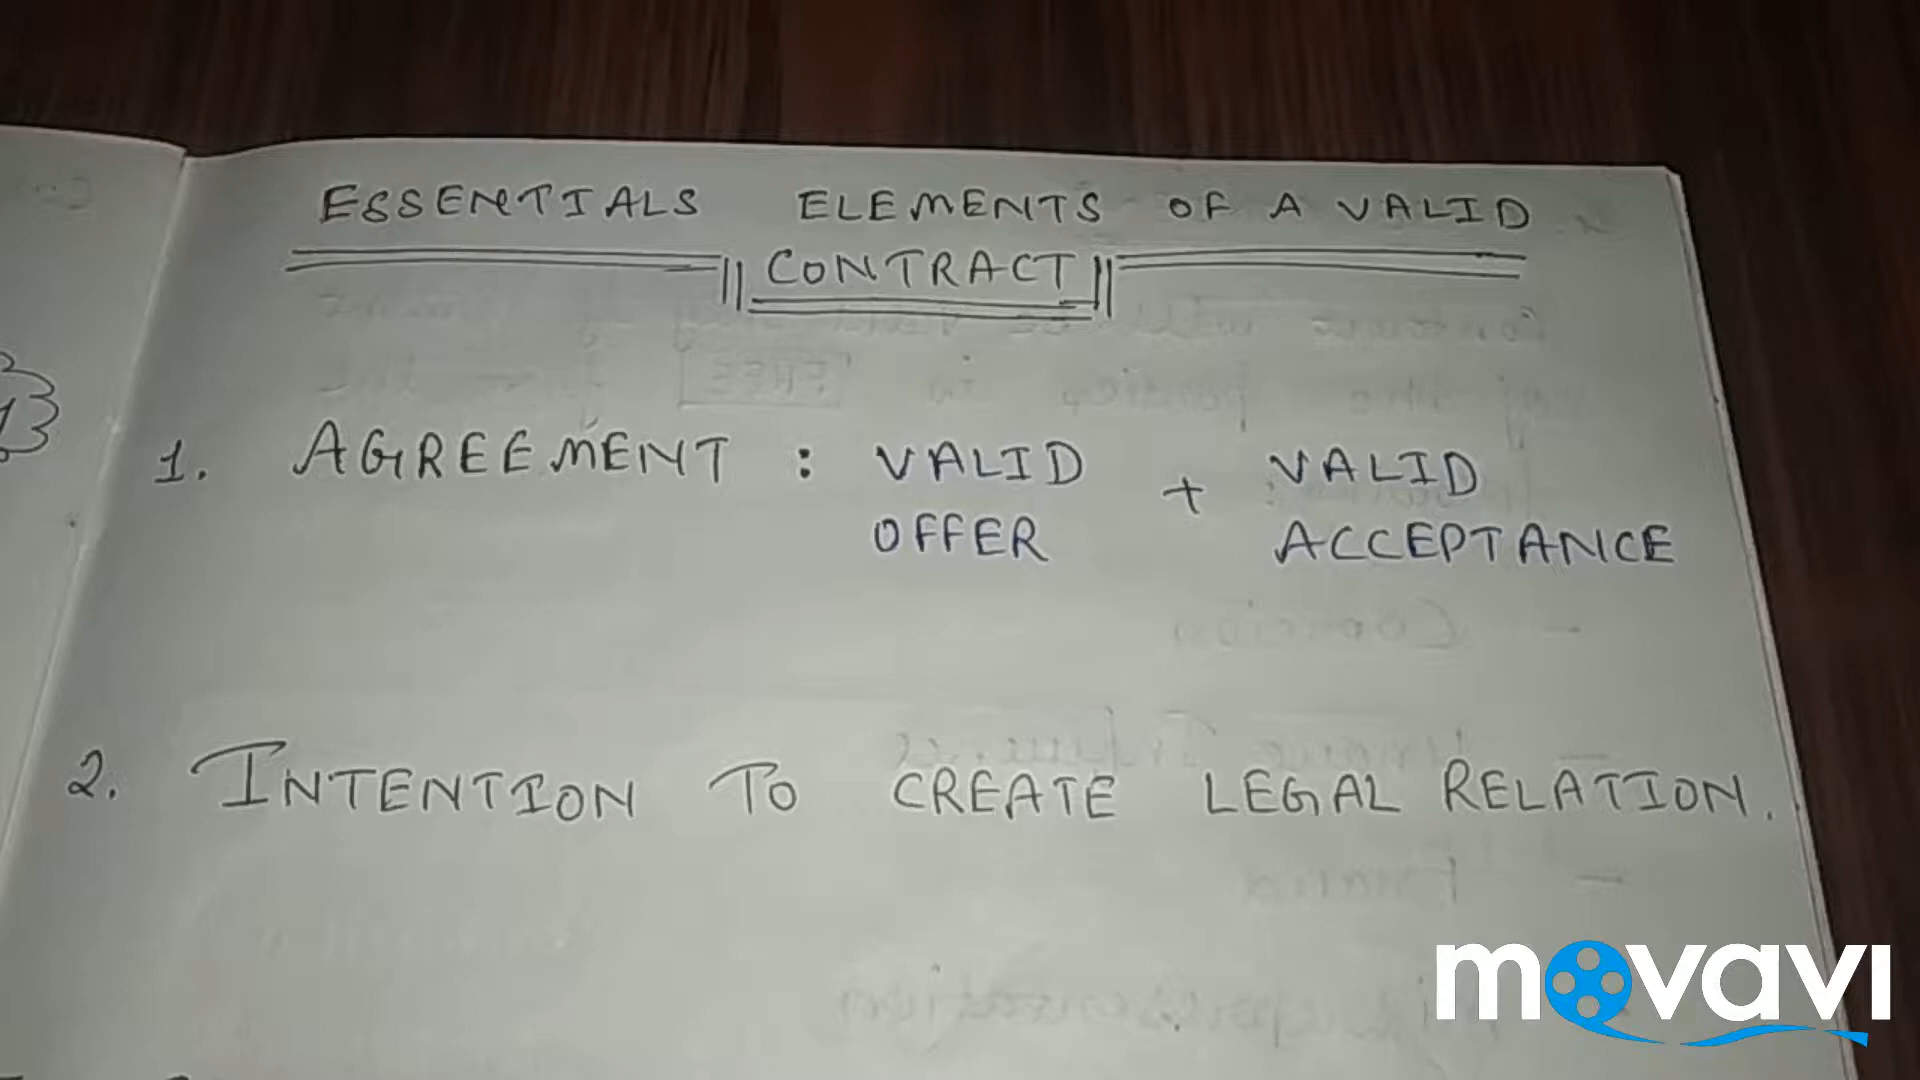 ESSENTIALS ELEMENTS OF A VALID
CONTRACT
1. AGREEMENT : VALID OFFER + VALID ACCEPTANCE
2. INTENTION TO CREATE LEGAL RELATION.
movavi